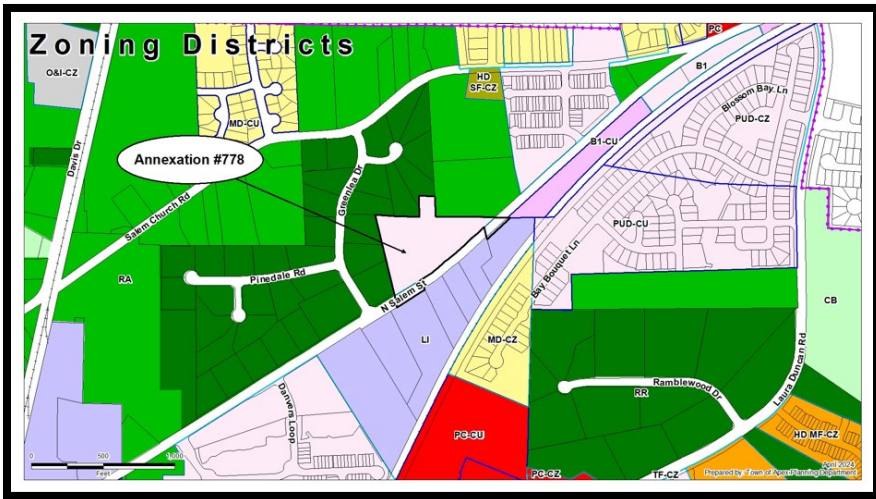 Zoning Districts
PC
B1
O&I-CZ
HD
SF-CZ
Blossom Bay Ln
PUD-CZ
MD-CU
B1-CU
Davis Dr
Annexation #778
Greenlea Dr
Salem Church Rd
PUD-CU
Bay Bouquet Ln
RA
Pinedale Rd
N Salem St
CB
LI
MD-CZ
Laura Duncan Rd
Ramblewood Dr
RR
Danvers Loop
PC-CU
HD MF-CZ
0 500 1,000
Feet
PC-CZ
TF-CZ
April 2024
Prepared by: Town of Apex Planning Department